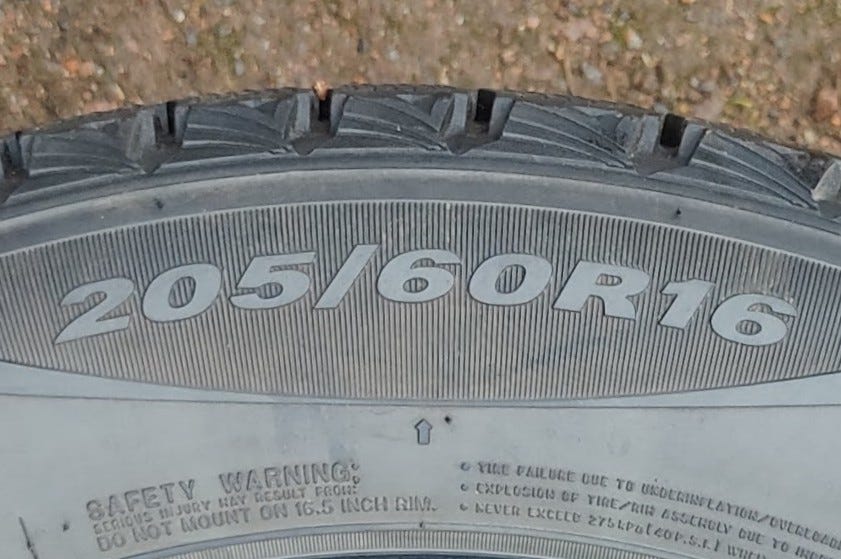 205/60R16
SAFETY WARNING:
SERIOUS INJURY MAY RESULT FROM:
DO NOT MOUNT ON 16.5 INCH RIM.
• TIRE FAILURE DUE TO UNDERINFLATION/OVERLOADING
• EXPLOSION OF TIRE/RIM ASSEMBLY DUE TO
• NEVER EXCEED 275kPa(40P.S.I.)